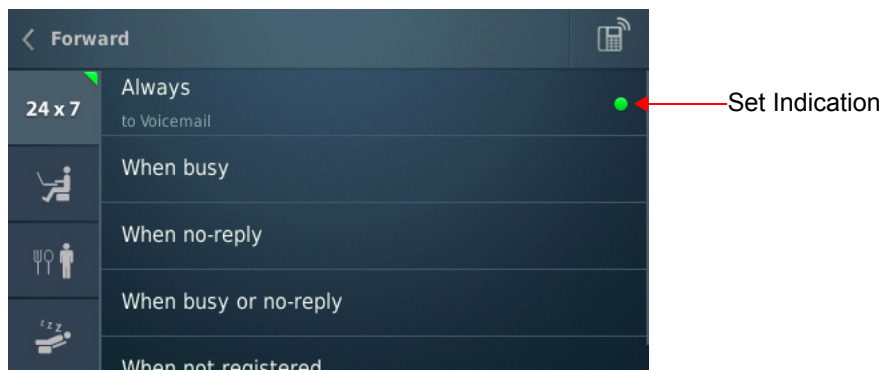 Forward
24 x 7
Always
to Voicemail
Set Indication
When busy
When no-reply
When busy or no-reply
zzz
When not registered